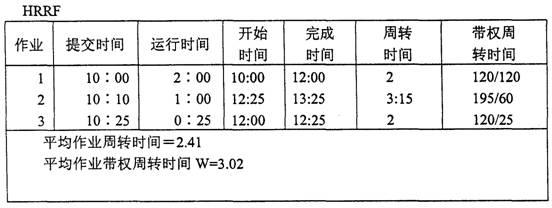 HRRF
作业 提交时间 运行时间 开始时间 完成时间 周转时间 带权周转时间
1 10：00 2：00 10:00 12:00 2 120/120
2 10：10 1：00 12:25 13:25 3:15 195/60
3 10：25 0：25 12:00 12:25 2 120/25
平均作业周转时间＝2.41
平均作业带权周转时间 W=3.02